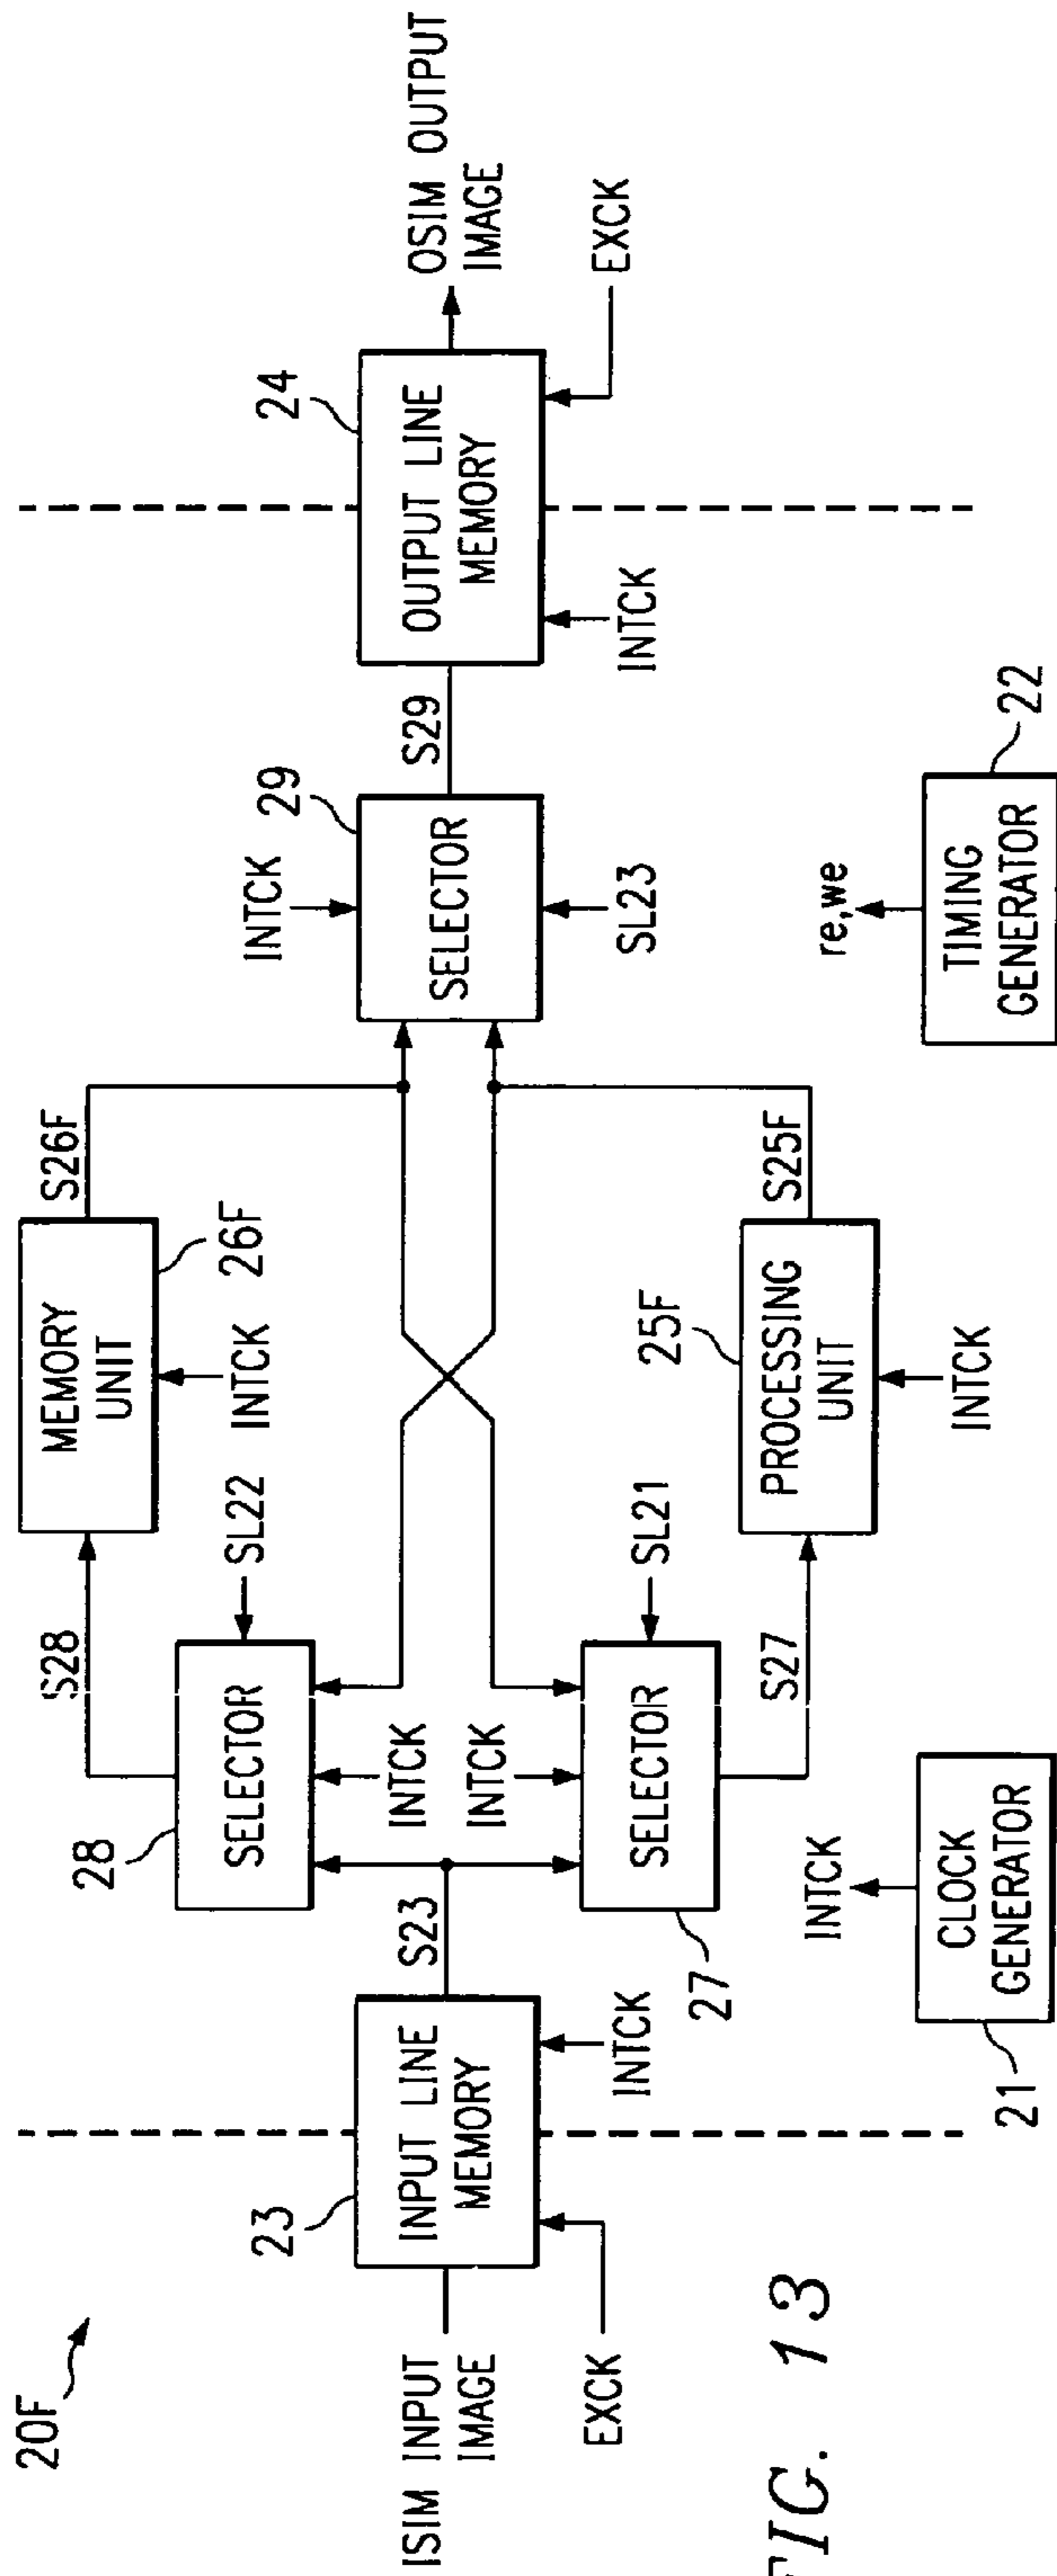 20F
ISIM INPUT
IMAGE
EXCK
23
INPUT LINE
MEMORY
INTCK
S23
28
SELECTOR
SL22
S28
MEMORY
UNIT
26F
INTCK
S26F
INTCK
INTCK
SELECTOR
27
SL21
S27
25F
PROCESSING
UNIT
INTCK
S25F
INTCK
29
SELECTOR
SL23
S29
24
OUTPUT LINE
MEMORY
INTCK
EXCK
OSIM OUTPUT
IMAGE
INTCK
CLOCK
GENERATOR
21
re,we
TIMING
GENERATOR
22
FIG. 13